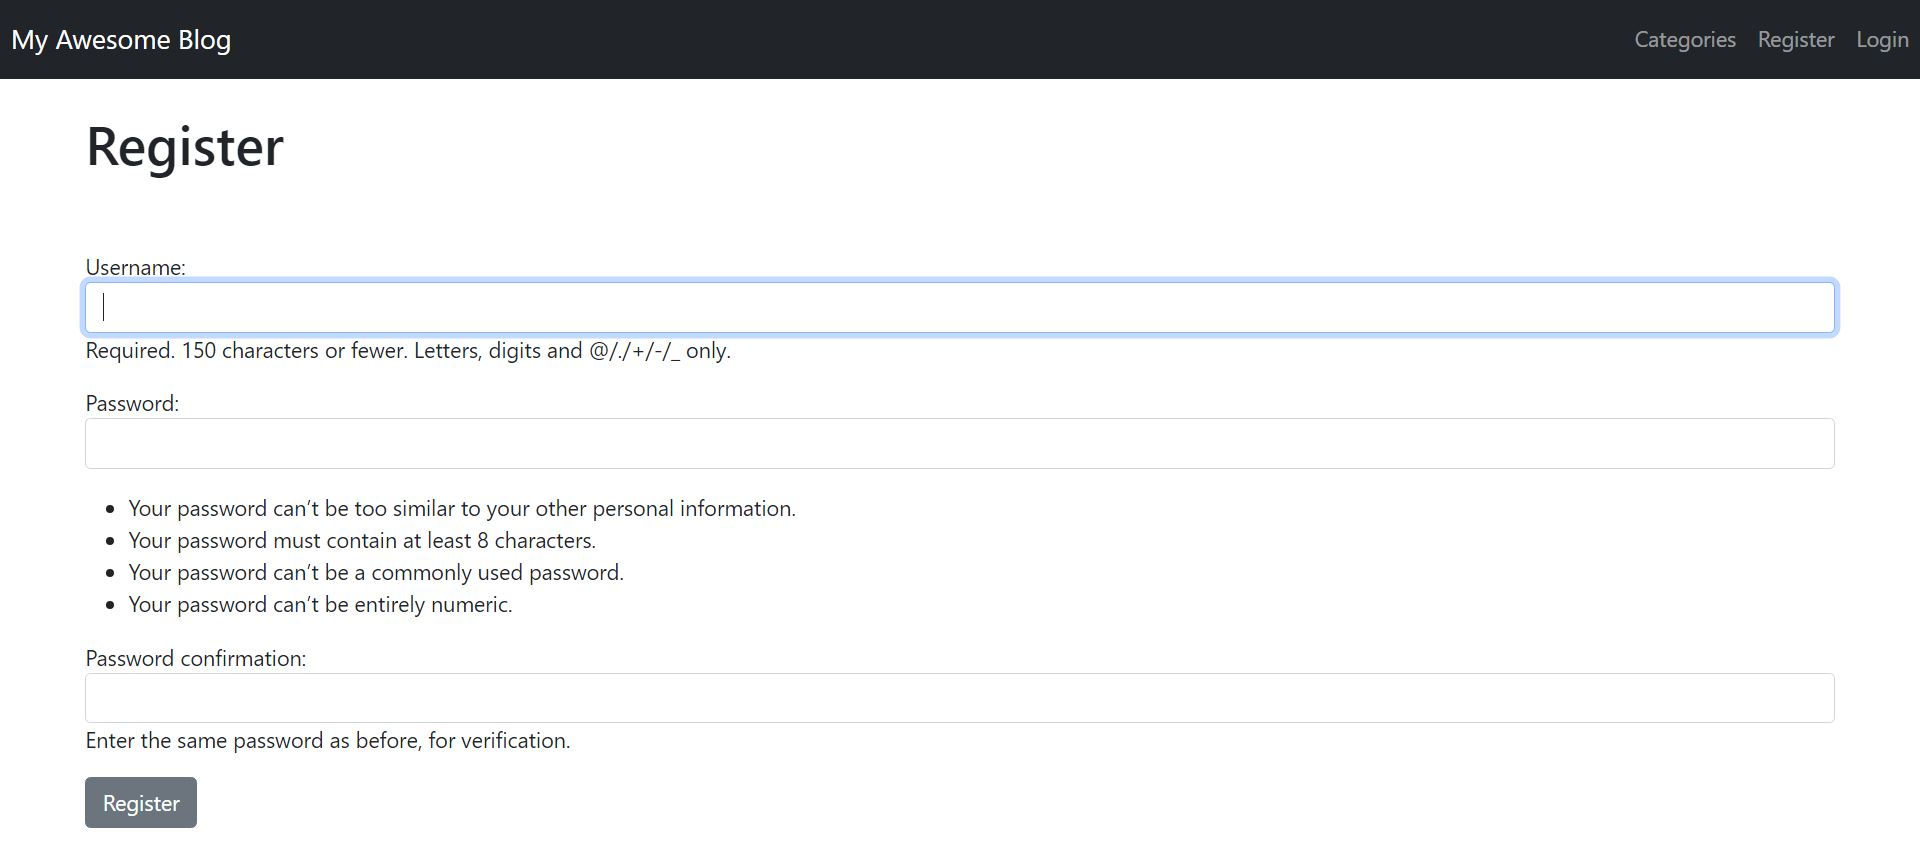 My Awesome Blog
Categories Register Login
Register
Username:
Required. 150 characters or fewer. Letters, digits and @/./+/-/_ only.
Password:
Your password can’t be too similar to your other personal information.
Your password must contain at least 8 characters.
Your password can’t be a commonly used password.
Your password can’t be entirely numeric.
Password confirmation:
Enter the same password as before, for verification.
Register